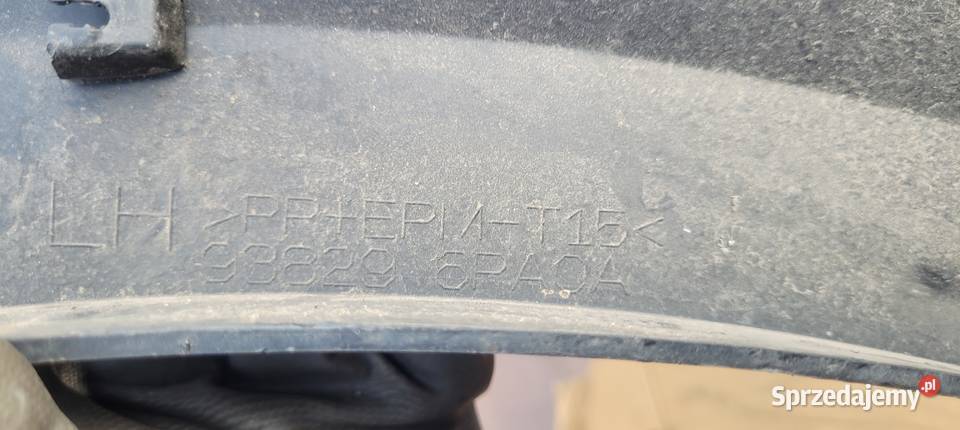 LH >PP+EPM-T15<
93829 6PA0A
Sprzedajemy.pl